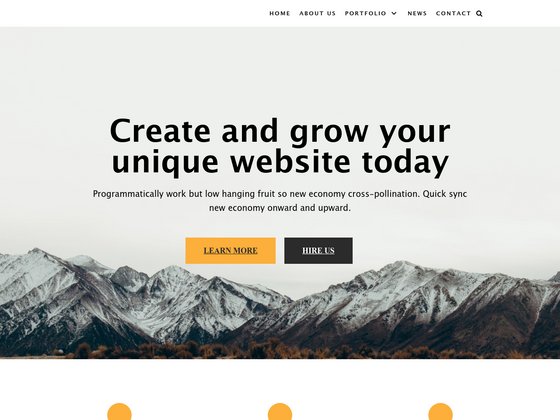 HOME ABOUT US PORTFOLIO NEWS CONTACT
Create and grow your
unique website today
Programmatically work but low hanging fruit so new economy cross-pollination. Quick sync
new economy onward and upward.
LEARN MORE HIRE US